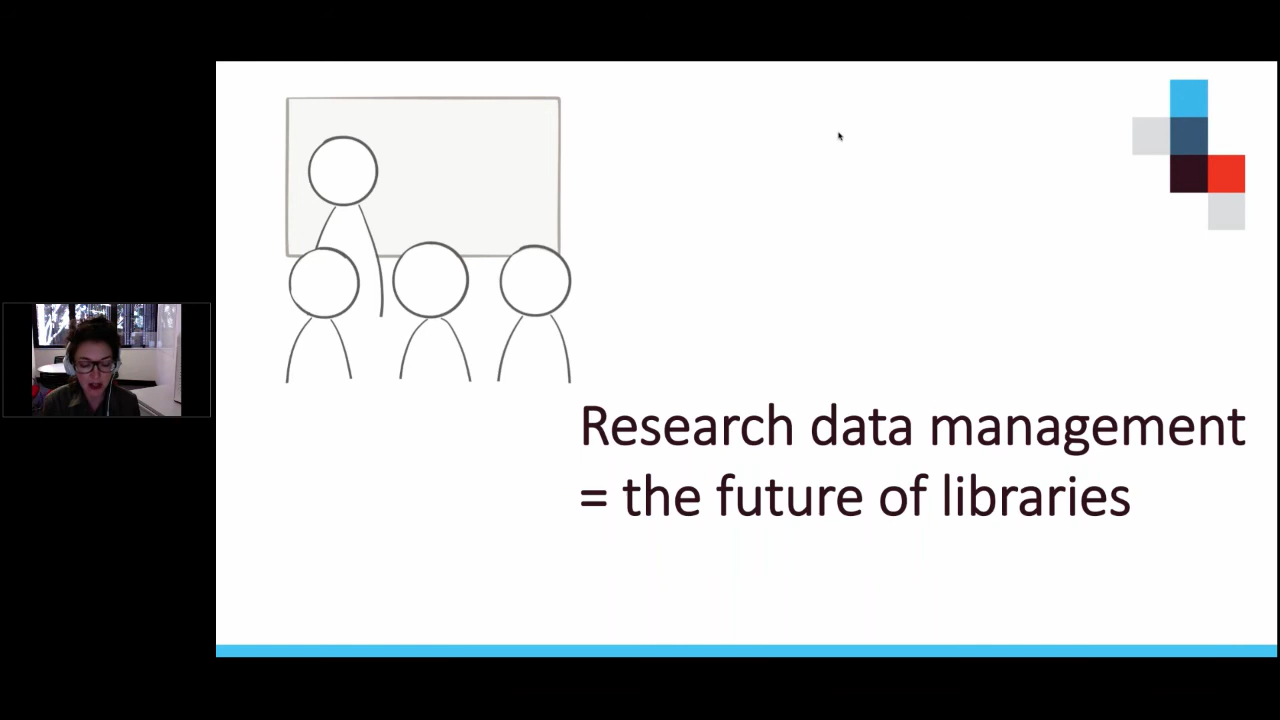 Research data management
= the future of libraries